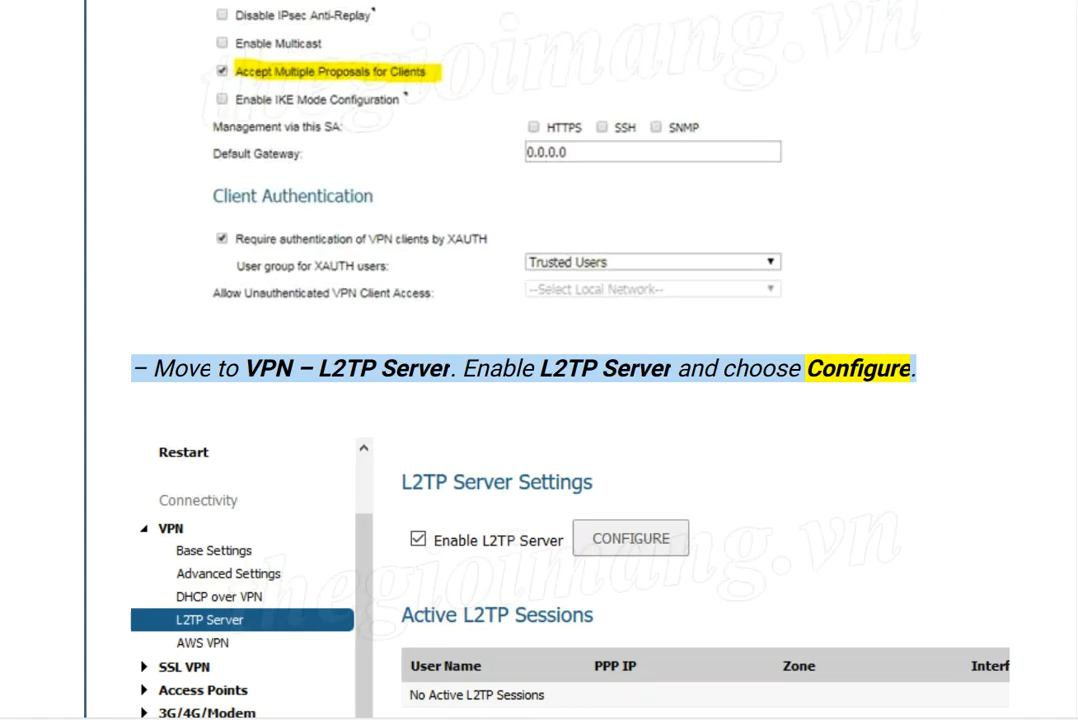 Disable IPsec Anti-Replay
Enable Multicast
Accept Multiple Proposals for Clients
Enable IKE Mode Configuration
Management via this SA: HTTPS SSH SNMP
Default Gateway: 0.0.0.0
Client Authentication
Require authentication of VPN clients by XAUTH
User group for XAUTH users: Trusted Users
Allow Unauthenticated VPN Client Access: --Select Local Network--
thegioimang.vn
– Move to VPN – L2TP Server. Enable L2TP Server and choose Configure.
Restart
Connectivity
VPN
Base Settings
Advanced Settings
DHCP over VPN
L2TP Server
AWS VPN
SSL VPN
Access Points
3G/4G/Modem
L2TP Server Settings
Enable L2TP Server CONFIGURE
Active L2TP Sessions
User Name PPP IP Zone Interf
No Active L2TP Sessions
thegioimang.vn